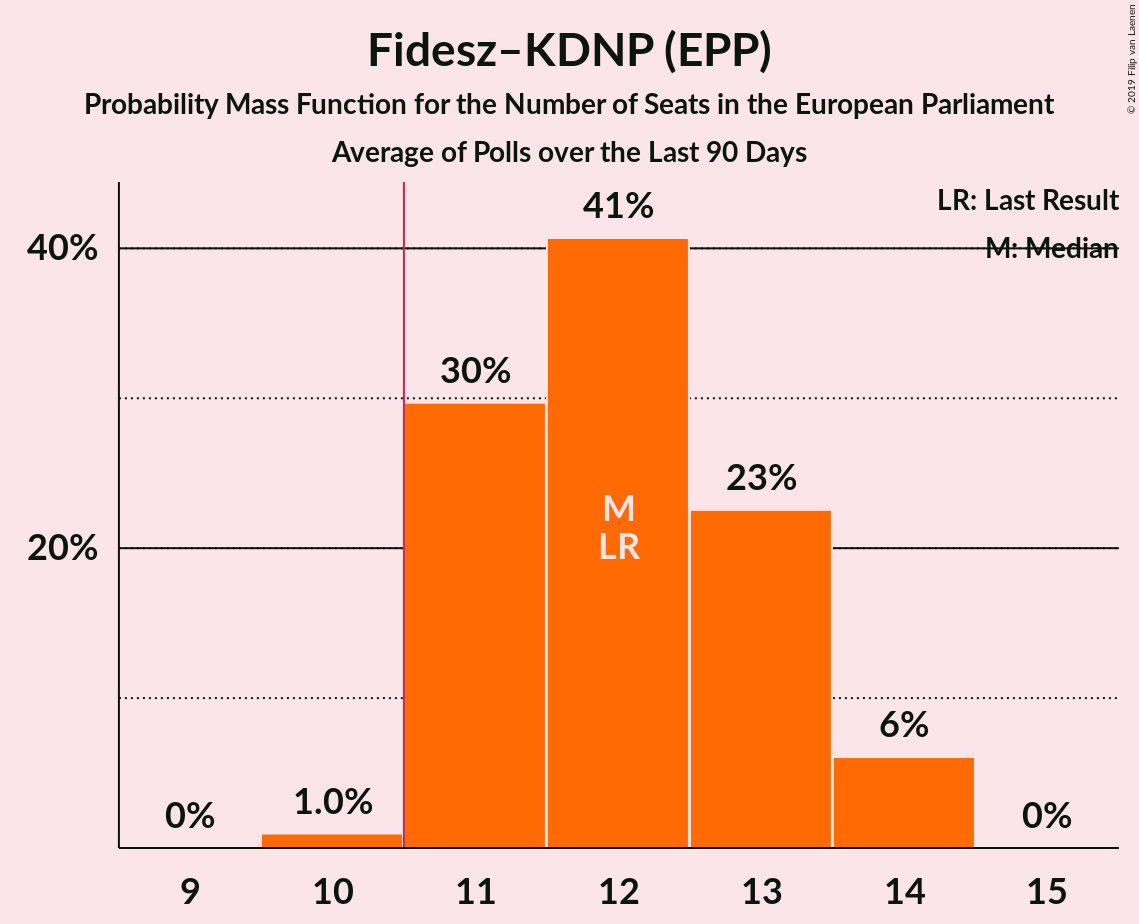 Fidesz–KDNP (EPP)
Probability Mass Function for the Number of Seats in the European Parliament
Average of Polls over the Last 90 Days
© 2019 Filip van Laenen
LR: Last Result
M: Median
40%
20%
0%
1.0%
30%
41%
23%
6%
0%
M
LR
9 10 11 12 13 14 15